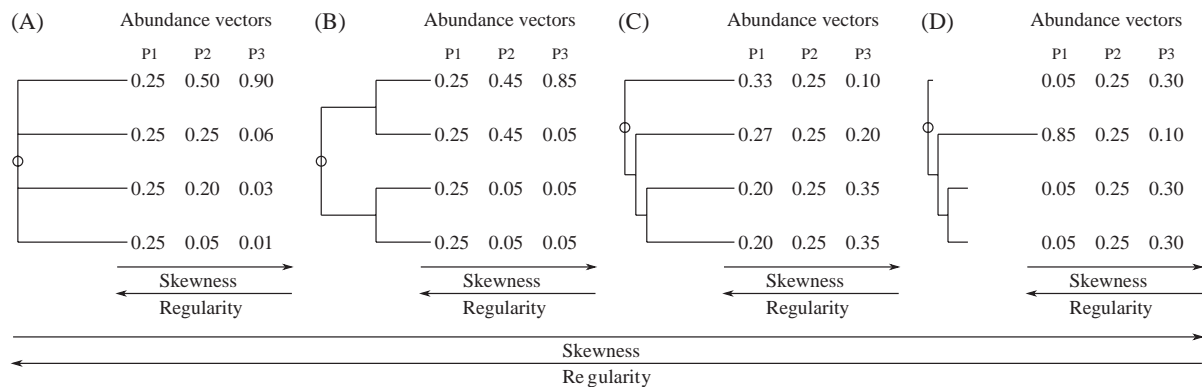 (A) Abundance vectors (B) Abundance vectors (C) Abundance vectors (D) Abundance vectors
P1 P2 P3 P1 P2 P3 P1 P2 P3 P1 P2 P3
0.25 0.50 0.90 0.25 0.45 0.85 0.33 0.25 0.10 0.05 0.25 0.30
0.25 0.25 0.06 0.25 0.45 0.05 0.27 0.25 0.20 0.85 0.25 0.10
0.25 0.20 0.03 0.25 0.05 0.05 0.20 0.25 0.35 0.05 0.25 0.30
0.25 0.05 0.01 0.25 0.05 0.05 0.20 0.25 0.35 0.05 0.25 0.30
Skewness Skewness Skewness Skewness
Regularity Regularity Regularity Regularity
Skewness
Re gularity